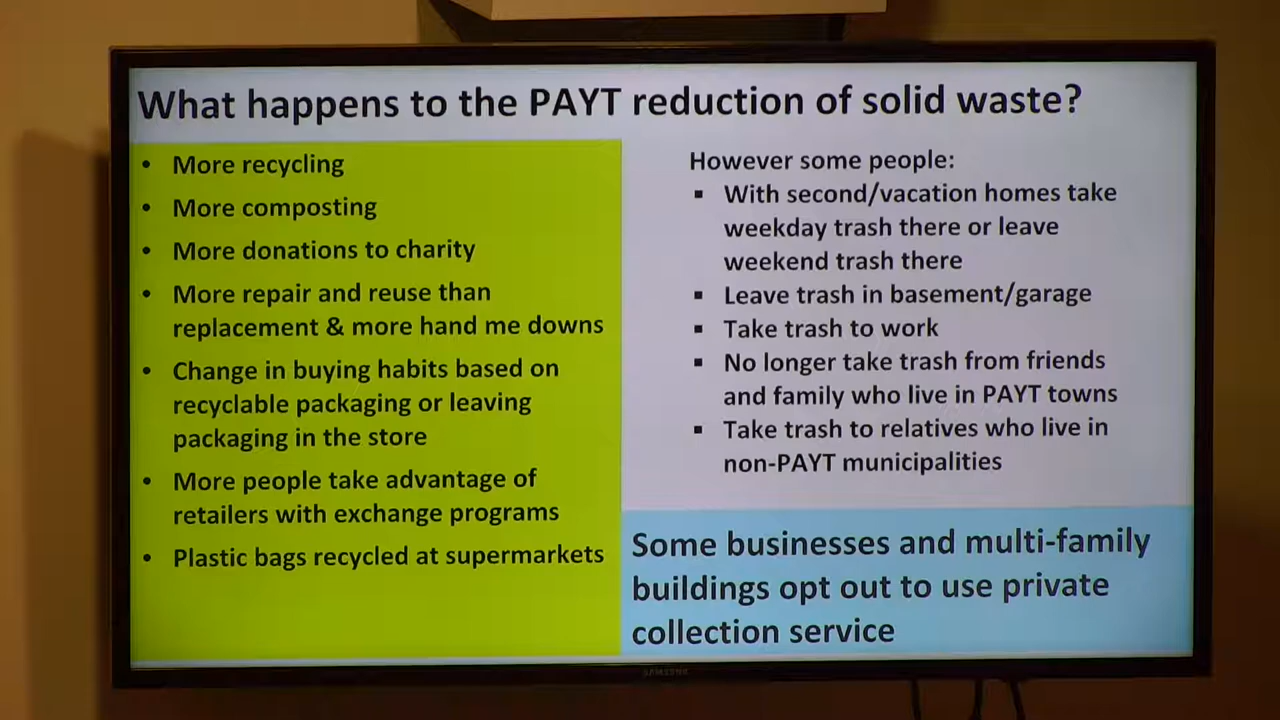 What happens to the PAYT reduction of solid waste?
• More recycling
• More composting
• More donations to charity
• More repair and reuse than
replacement & more hand me downs
• Change in buying habits based on
recyclable packaging or leaving
packaging in the store
• More people take advantage of
retailers with exchange programs
• Plastic bags recycled at supermarkets
However some people:
▪ With second/vacation homes take
weekday trash there or leave
weekend trash there
▪ Leave trash in basement/garage
▪ Take trash to work
▪ No longer take trash from friends
and family who live in PAYT towns
▪ Take trash to relatives who live in
non-PAYT municipalities
Some businesses and multi-family
buildings opt out to use private
collection service
SAMSUNG